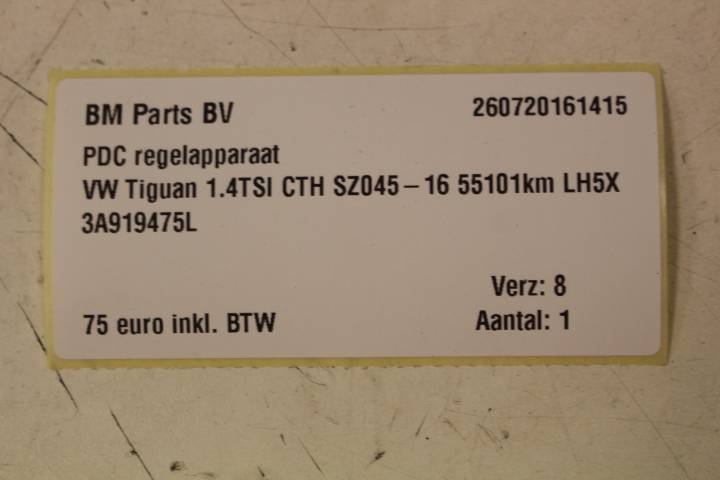 BM Parts BV 260720161415
PDC regelapparaat
VW Tiguan 1.4TSI CTH SZ045-16 55101km LH5X
3A919475L
Verz: 8
75 euro inkl. BTW Aantal: 1